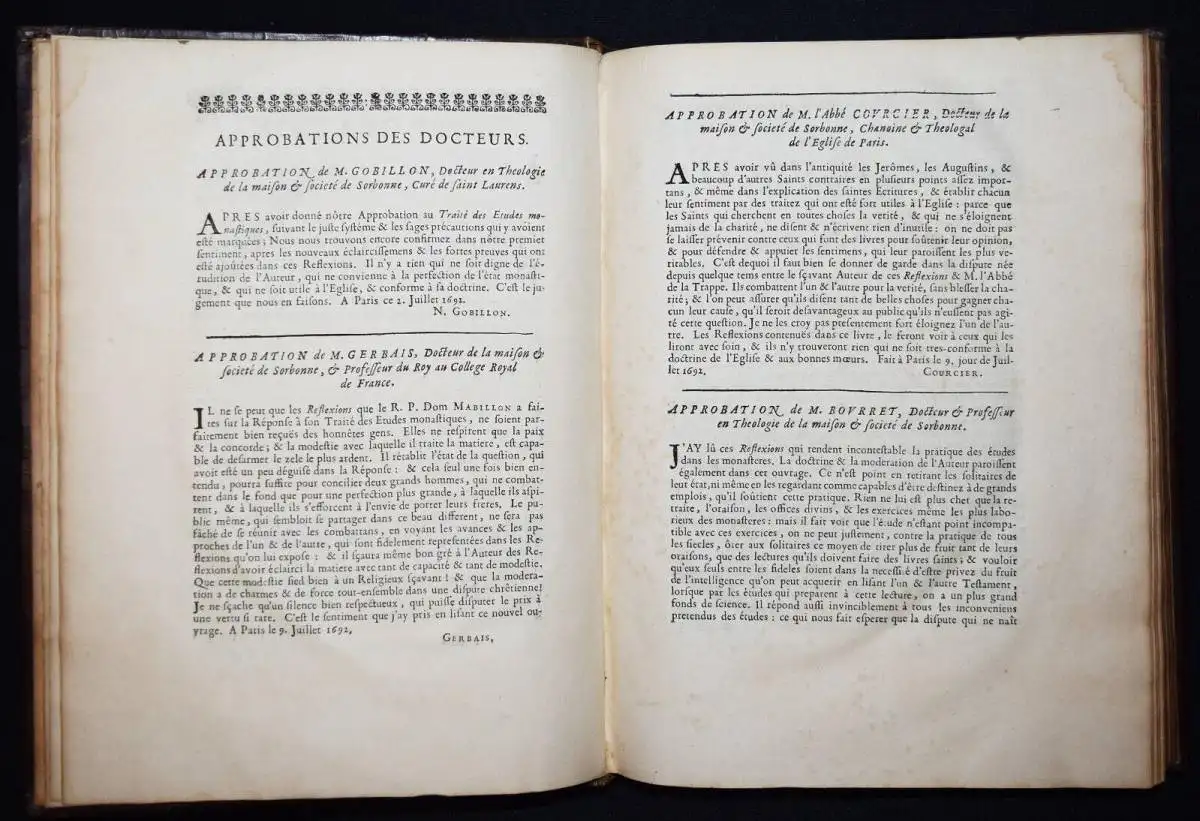 APPROBATIONS DES DOCTEURS.
APPROBATION de M. GOBILLON, Docteur en Theologie
de la maiſon & ſocieté de Sorbonne, Curé de ſaint Laurens.
APRES avoir donné nôtre Approbation au Traité des Etudes mo-
naſtiques, ſuivant le juſte ſyſtême & les ſages précautions qui y avoient
eſté marquées; Nous nous trouvons encore confirmez dans nôtre premier
ſentiment, apres les nouveaux éclairciſſemens & les fortes preuves qui ont
eſté ajoûtées dans ces Reflexions. Il n'y a rien qui ne ſoit digne de l'é-
rudition de l'Auteur, qui ne convienne à la perfection de l'état monaſti-
que, & qui ne ſoit utile à l'Egliſe, & conforme à ſa doctrine. C'eſt le ju-
gement que nous en faiſons. A Paris ce 2. Juillet 1692.
N. GOBILLON.
APPROBATION de M. GERBAIS, Docteur de la maiſon &
ſocieté de Sorbonne, & Profeſſeur du Roy au College Royal
de France.
IL ne ſe peut que les Reflexions que le R. P. Dom MABILLON a fai-
tes ſur la Réponſe à ſon Traité des Etudes monaſtiques, ne ſoient par-
faitement bien reçuës des honnêtes gens. Elles ne reſpirent que la paix
& la concorde; & la modeſtie avec laquelle il traite la matiere, eſt capa-
ble de deſarmer le zele le plus ardent. Il rétablit l'état de la queſtion, qui
avoit eſté un peu déguiſé dans la Réponſe: & cela ſeul une fois bien en-
tendu, pourra ſuffire pour concilier deux grands hommes, qui ne combat-
tent dans le fond que pour une perfection plus grande, à laquelle ils aſpi-
rent, & à laquelle ils s'efforcent à l'envie de porter leurs freres. Le pu-
blic même, qui ſembloit ſe partager dans ce beau different, ne ſera pas
fâché de ſe réunir avec les combattans, en voyant les avances & les ap-
proches de l'un & de l'autre, qui ſont fidelement repreſentées dans les Re-
flexions qu'on lui expoſe: & il ſçaura même bon gré à l'Auteur des Re-
flexions d'avoir éclairci la matiere avec tant de capacité & tant de modeſtie.
Que cette modeſtie ſied bien à un Religieux ſçavant! & que la modera-
tion a de charmes & de force tout-enſemble dans une diſpute chrêtienne!
Je ne ſçache qu'un ſilence bien reſpectueux, qui puiſſe diſputer le prix à
une vertu ſi rare. C'eſt le ſentiment que j'ay pris en liſant ce nouvel ou-
vrage. A Paris le 9. Juillet 1692,
GERBAIS,
APPROBATION de M. l'Abbé COVRCIER, Docteur de la
maiſon & ſocieté de Sorbonne, Chanoine & Theologal
de l'Egliſe de Paris.
APRES avoir vû dans l'antiquité les Jerômes, les Auguſtins, &
beaucoup d'autres Saints contraires en pluſieurs points aſſez impor-
tans, & même dans l'explication des ſaintes Ecritures, & établir chacun
leur ſentiment par des traitez qui ont eſté fort utiles à l'Egliſe: parce que
les Saints qui cherchent en toutes choſes la verité, & qui ne s'éloignent
jamais de la charité, ne diſent & n'écrivent rien d'inutile: on ne doit pas
ſe laiſſer prévenir contre ceux qui font des livres pour ſoutenir leur opinion,
& pour défendre & appuïer les ſentimens, qui leur paroiſſent les plus ve-
ritables. C'eſt dequoi il faut bien ſe donner de garde dans la diſpute née
depuis quelque tems entre le ſçavant Auteur de ces Reflexions & M. l'Abbé
de la Trappe. Ils combattent l'un & l'autre pour la verité, ſans bleſſer la cha-
rité; & l'on peut aſſurer qu'ils diſent tant de belles choſes pour gagner cha-
cun leur cauſe, qu'il ſeroit deſavantageux au public qu'ils n'euſſent pas agi-
té cette queſtion. Je ne les croy pas preſentement fort éloignez l'un de l'au-
tre. Les Reflexions contenuës dans ce livre, le feront voir à ceux qui les
liront avec ſoin, & ils n'y trouveront rien qui ne ſoit tres-conforme à la
doctrine de l'Egliſe & aux bonnes mœurs. Fait à Paris le 9, jour de Juil-
let 1692.
COURCIER.
APPROBATION de M. BOVRRET, Docteur & Profeſſeur
en Theologie de la maiſon & ſocieté de Sorbonne.
J'AY lû ces Reflexions qui rendent inconteſtable la pratique des études
dans les monaſteres. La doctrine & la moderation de l'Auteur paroiſſent
également dans cet ouvrage. Ce n'eſt point en retirant les ſolitaires de
leur état, ni même en les regardant comme capables d'être deſtinez à de grands
emplois, qu'il ſoûtient cette pratique. Rien ne lui eſt plus cher que la re-
traite, l'oraiſon, les offices divins, & les exercices même les plus labo-
rieux des monaſteres: mais il fait voir que l'étude n'eſtant point incompa-
tible avec ces exercices, on ne peut juſtement, contre la pratique de tous
les ſiecles, ôter aux ſolitaires ce moyen de tirer plus de fruit tant de leurs
oraiſons, que des lectures qu'ils doivent faire des livres ſaints; & vouloir
qu'eux ſeuls entre les fideles ſoient dans la neceſſité d'eſtre privez du fruit
de l'intelligence qu'on peut acquerir en liſant l'un & l'autre Teſtament,
lorſque par les études qui preparent à cette lecture, on a un plus grand
fonds de ſcience. Il répond auſſi invinciblement à tous les inconveniens
pretendus des études: ce qui nous fait eſperer que la diſpute qui ne naît